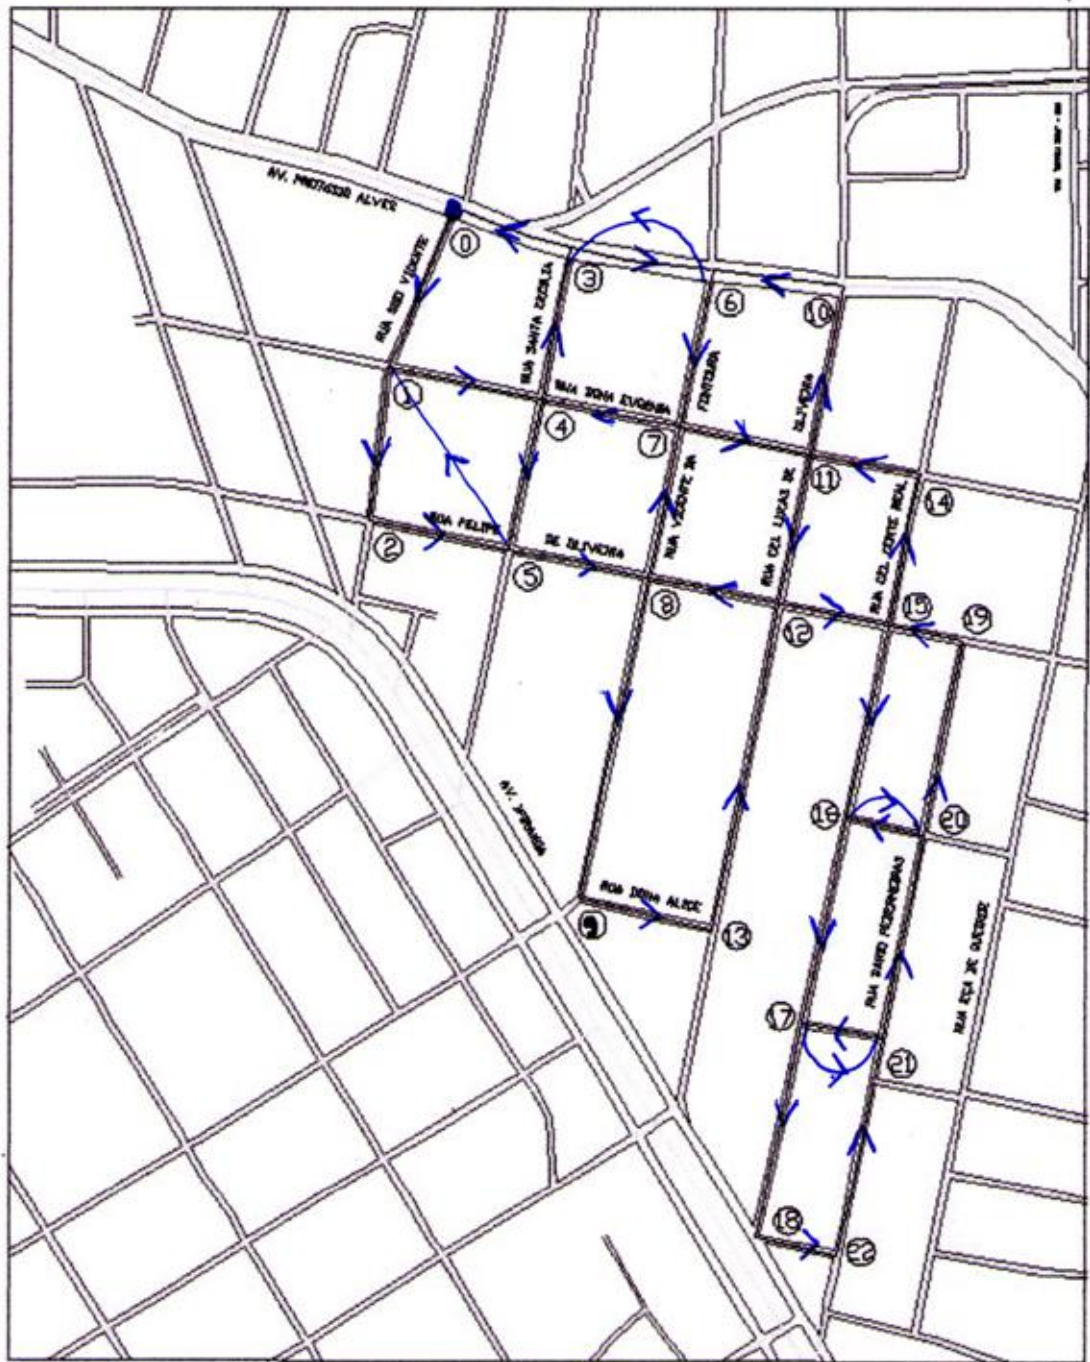 AV. PROTASIO ALVES
0
RUA SAO VICENTE
3
6
10
RUA SANTA CECILIA
FONTOURA
OLIVEIRA
1
RUA DONA EUGENIA
4
7
11
14
RUA VICENTE DA
RUA CEL LUCAS DE
RUA CEL CORTE REAL
RUA FELIPE
DE OLIVEIRA
2
5
8
12
15
19
AV. IPIRANGA
16
20
RUA DONA ALICE
9
13
RUA DARIO PEDERNEIRAS
RUA EÇA DE QUEIROZ
17
21
18
22